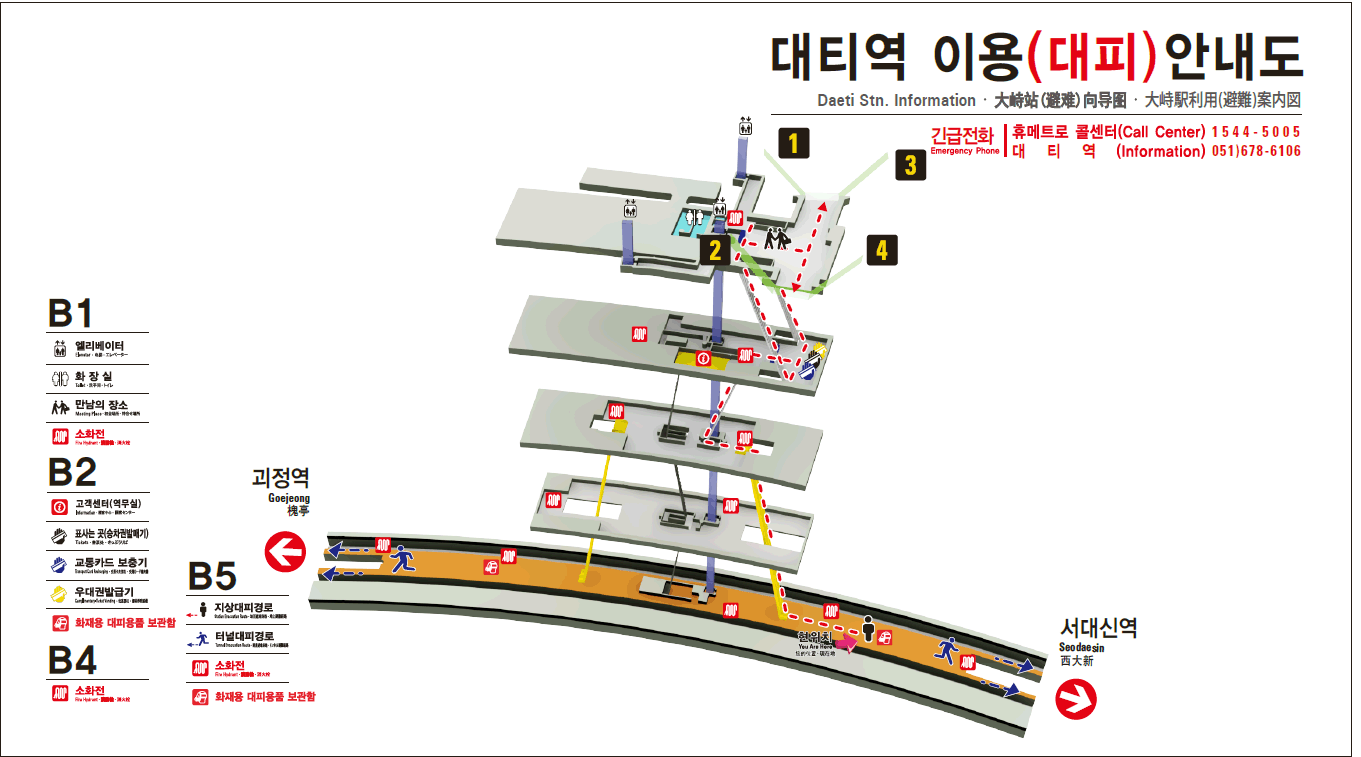 대티역 이용(대피)안내도
Daeti Stn. Information · 大峙站(避难)向导图 · 大峙駅利用(避難)案内図
긴급전화
Emergency Phone
휴메트로 콜센터(Call Center) 1544-5005
대 티 역 (Information) 051)678-6106
1
3
2
4
B1
엘리베이터
화 장 실
만남의 장소
소화전
B2
고객센터(역무실)
표사는 곳(승차권발매기)
교통카드 보충기
우대권발급기
화재용 대피용품 보관함
B4
소화전
B5
지상대피경로
터널대피경로
소화전
화재용 대피용품 보관함
괴정역
Goejeong
槐亭
현위치
You Are Here
서대신역
Seodaesin
西大新